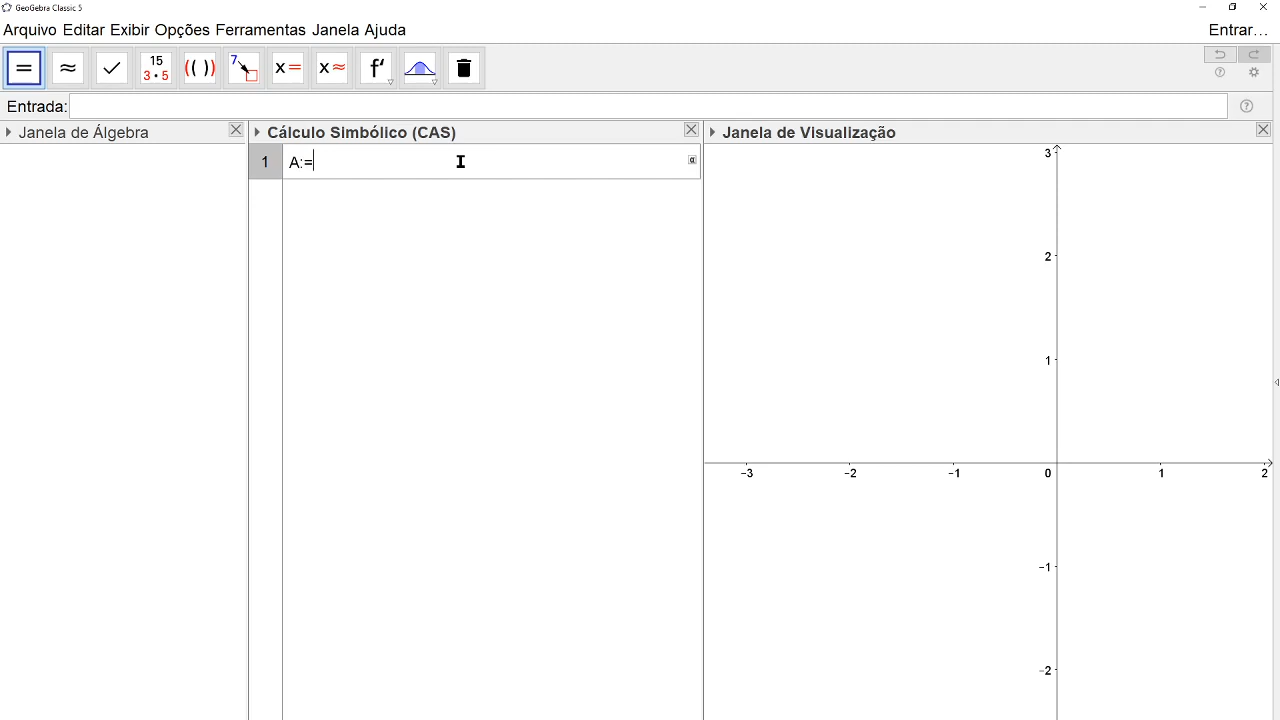 GeoGebra Classic 5
Arquivo Editar Exibir Opções Ferramentas Janela Ajuda Entrar...
= ≈ ✓ 15 3·5 (( )) 7 x= x≈ f'
Entrada:
Janela de Álgebra
Cálculo Simbólico (CAS)
Janela de Visualização
1 A:= α
3
2
1
−3 −2 −1 0 1 2
−1
−2